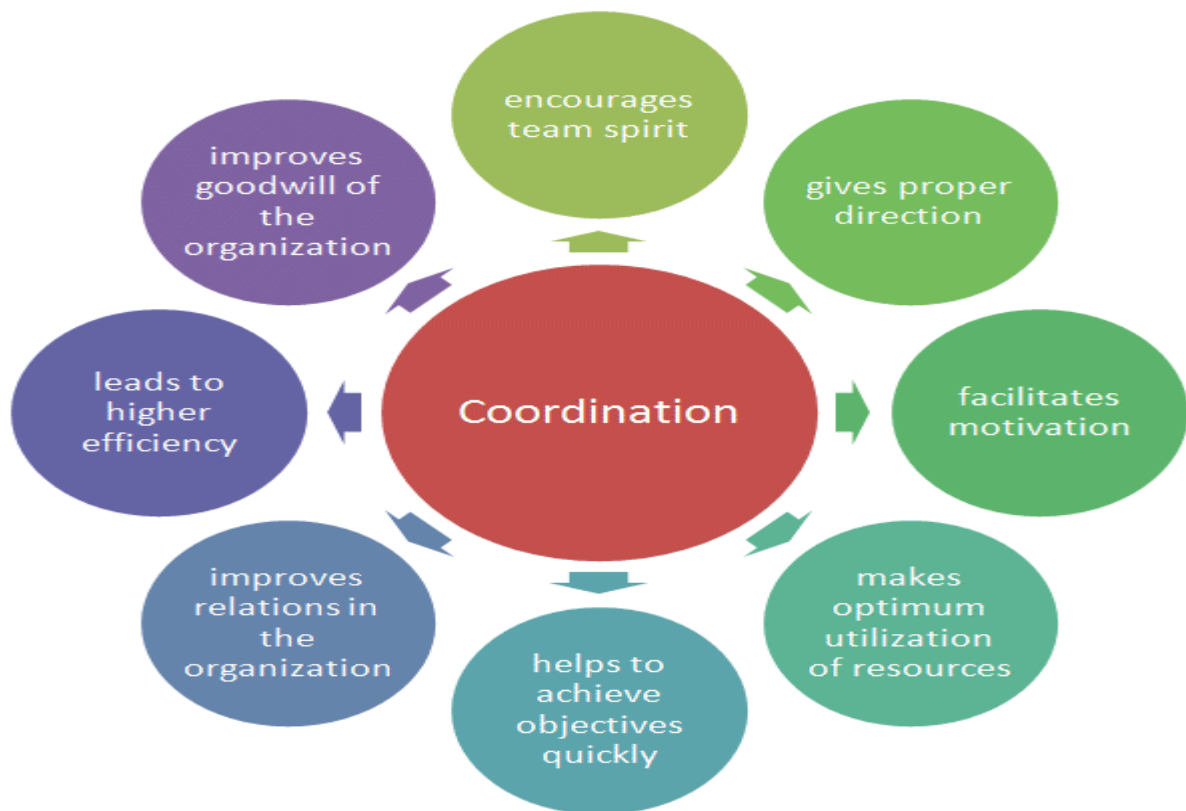 encourages
team spirit
gives proper
direction
facilitates
motivation
makes
optimum
utilization
of resources
helps to
achieve
objectives
quickly
improves
relations in
the
organization
leads to
higher
efficiency
improves
goodwill of
the
organization
Coordination